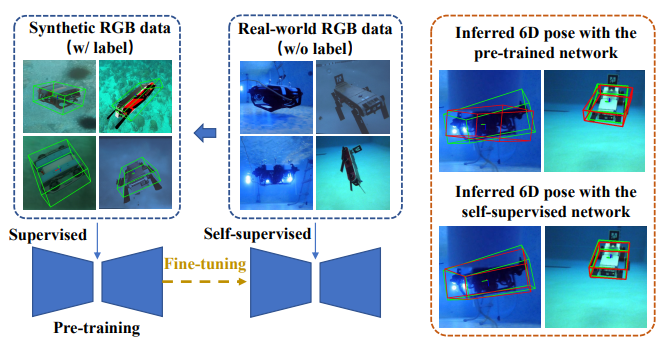 Synthetic RGB data
(w/ label)
Real-world RGB data
(w/o label)
Supervised
Pre-training
Fine-tuning
Self-supervised
Inferred 6D pose with the
pre-trained network
Inferred 6D pose with the
self-supervised network